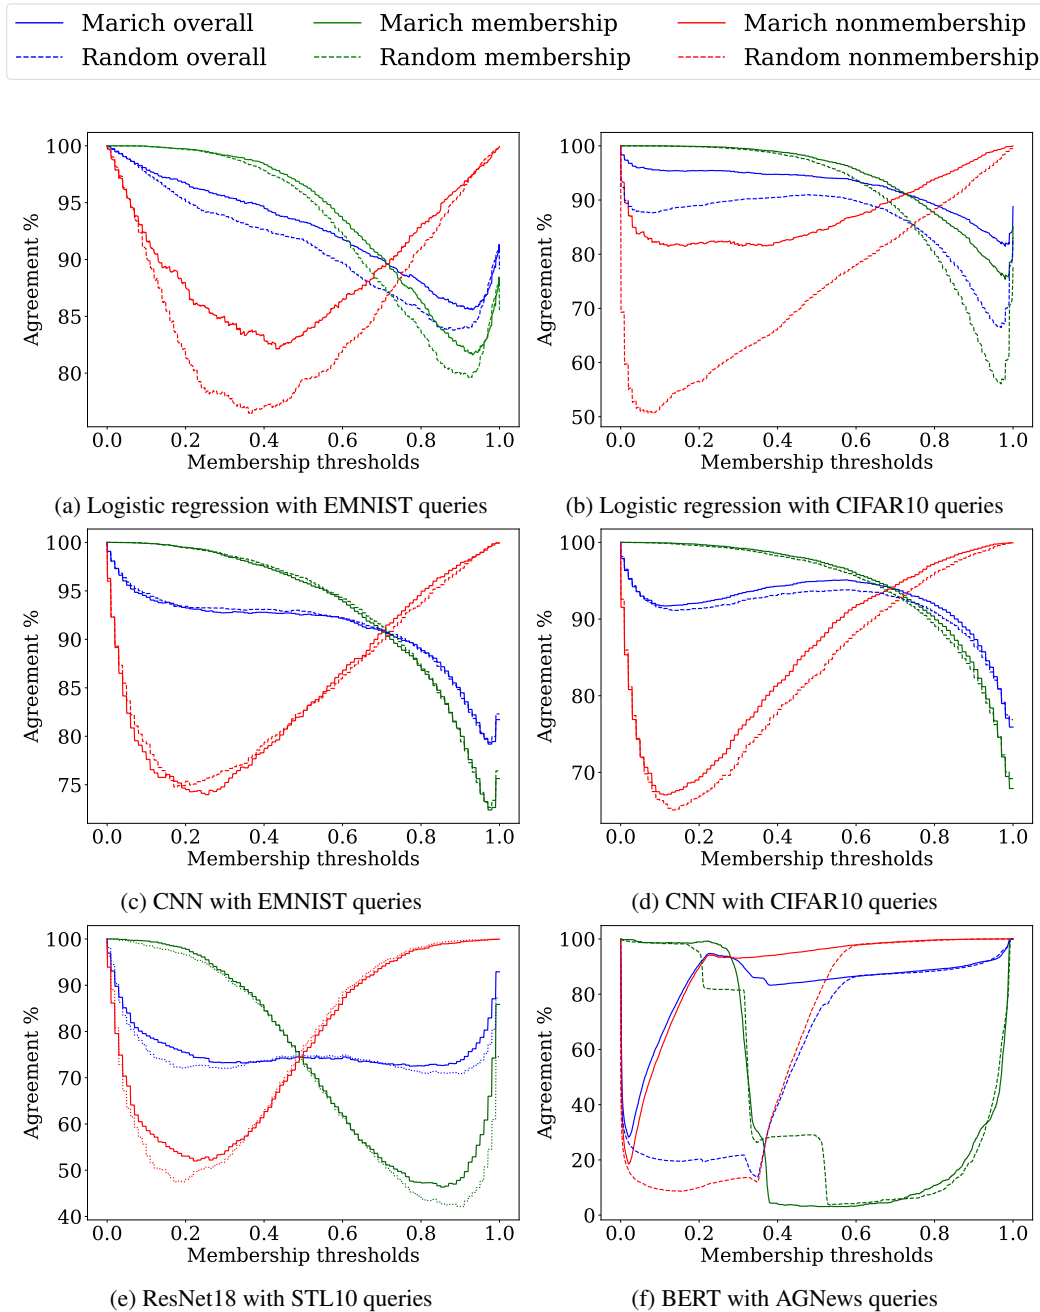 Marich overall Marich membership Marich nonmembership
Random overall Random membership Random nonmembership
100
95
90
85
80
Agreement %
0.0 0.2 0.4 0.6 0.8 1.0
Membership thresholds
(a) Logistic regression with EMNIST queries
100
90
80
70
60
50
Agreement %
0.0 0.2 0.4 0.6 0.8 1.0
Membership thresholds
(b) Logistic regression with CIFAR10 queries
100
95
90
85
80
75
Agreement %
0.0 0.2 0.4 0.6 0.8 1.0
Membership thresholds
(c) CNN with EMNIST queries
100
90
80
70
Agreement %
0.0 0.2 0.4 0.6 0.8 1.0
Membership thresholds
(d) CNN with CIFAR10 queries
100
90
80
70
60
50
40
Agreement %
0.0 0.2 0.4 0.6 0.8 1.0
Membership thresholds
(e) ResNet18 with STL10 queries
100
80
60
40
20
0
Agreement %
0.0 0.2 0.4 0.6 0.8 1.0
Membership thresholds
(f) BERT with AGNews queries